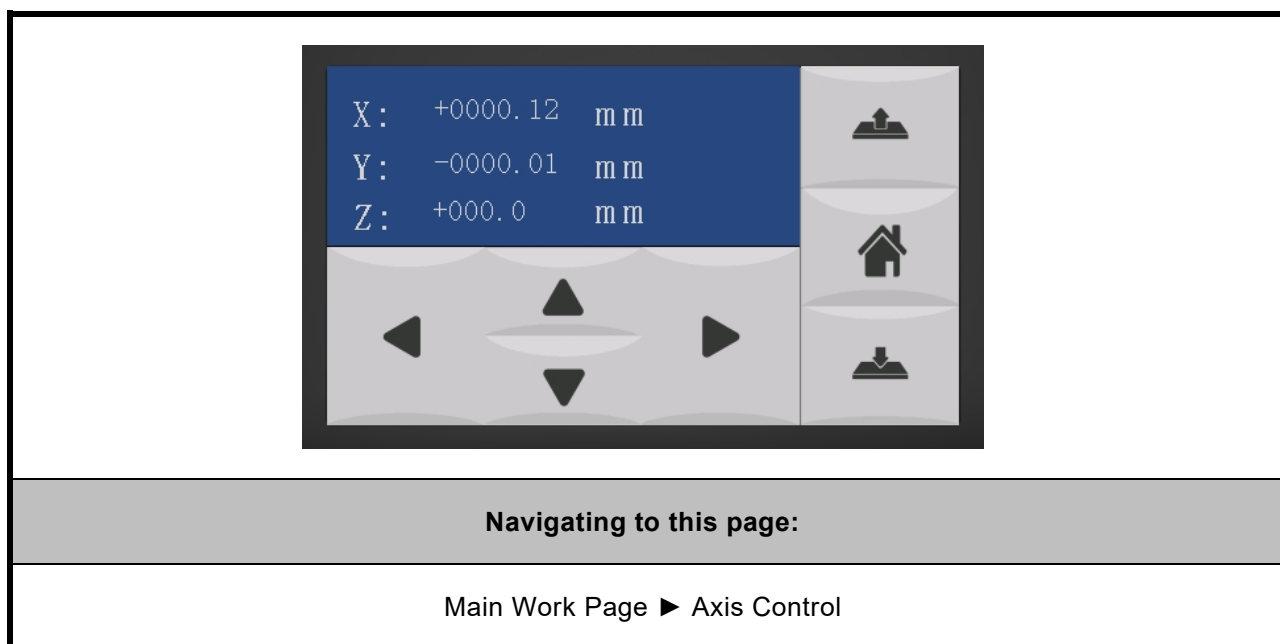 X: +0000.12 mm
Y: -0000.01 mm
Z: +000.0 mm
Navigating to this page:
Main Work Page ► Axis Control